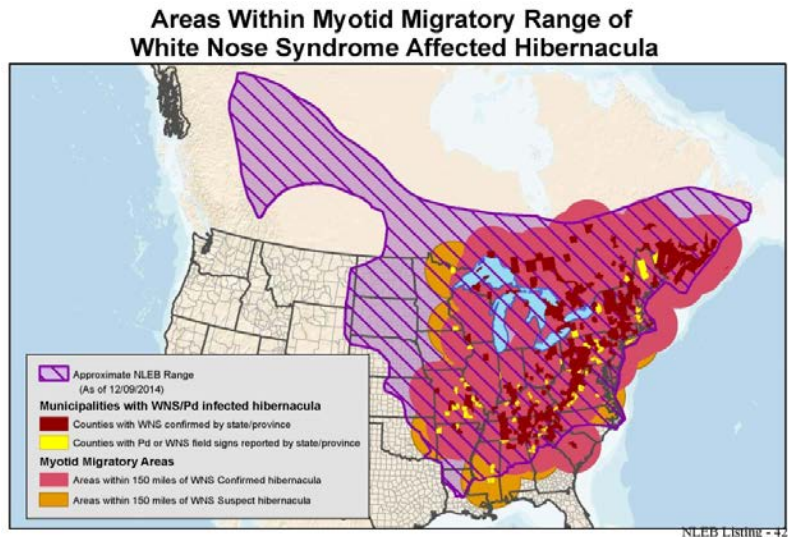 Areas Within Myotid Migratory Range of
White Nose Syndrome Affected Hibernacula
Approximate NLEB Range
(As of 12/09/2014)
Municipalities with WNS/Pd infected hibernacula
Counties with WNS confirmed by state/province
Counties with Pd or WNS field signs reported by state/province
Myotid Migratory Areas
Areas within 150 miles of WNS Confirmed hibernacula
Areas within 150 miles of WNS Suspect hibernacula
NLEB Listing - 42